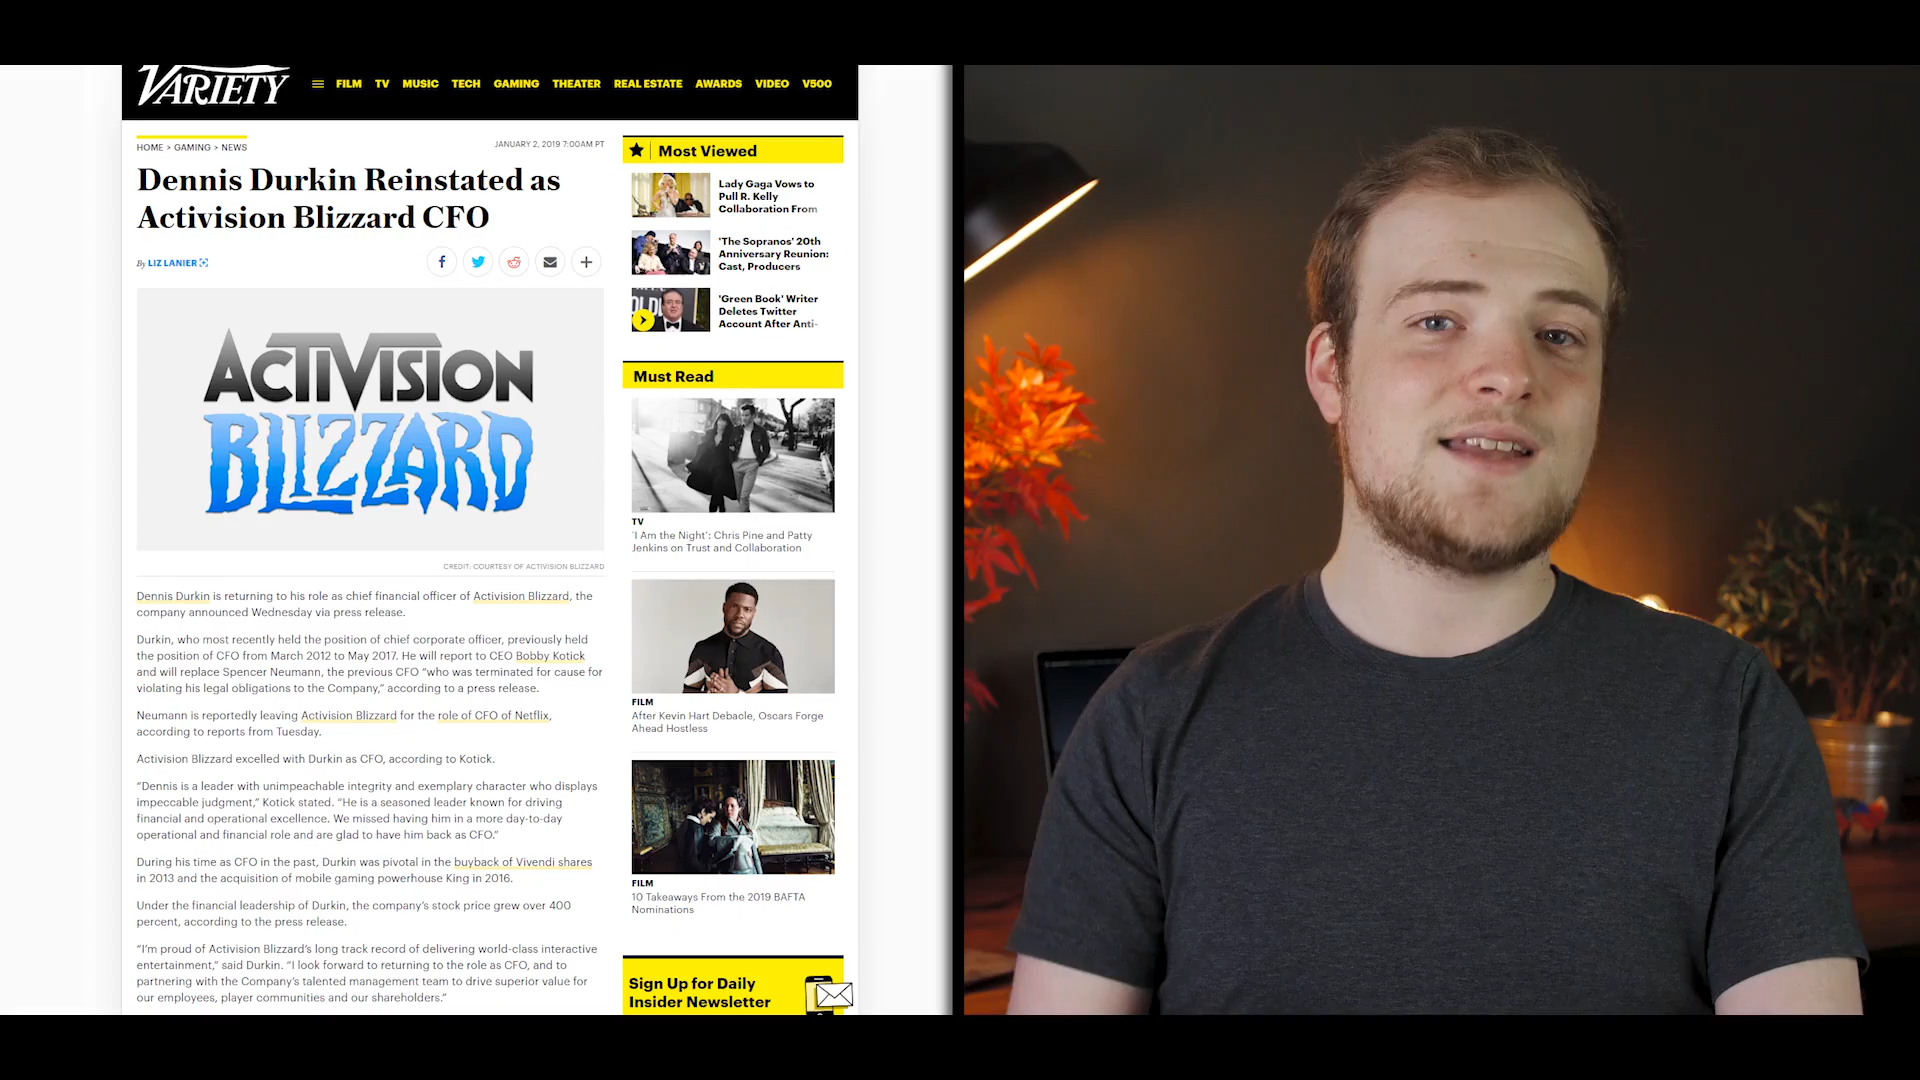 VARIETY
FILM TV MUSIC TECH GAMING THEATER REAL ESTATE AWARDS VIDEO V500
HOME > GAMING > NEWS
JANUARY 2, 2019 7:00AM PT
Dennis Durkin Reinstated as
Activision Blizzard CFO
By LIZ LANIER
ACTIVISION
BLIZZARD
CREDIT: COURTESY OF ACTIVISION BLIZZARD
Dennis Durkin is returning to his role as chief financial officer of Activision Blizzard, the
company announced Wednesday via press release.
Durkin, who most recently held the position of chief corporate officer, previously held
the position of CFO from March 2012 to May 2017. He will report to CEO Bobby Kotick
and will replace Spencer Neumann, the previous CFO “who was terminated for cause for
violating his legal obligations to the Company,” according to a press release.
Neumann is reportedly leaving Activision Blizzard for the role of CFO of Netflix,
according to reports from Tuesday.
Activision Blizzard excelled with Durkin as CFO, according to Kotick.
“Dennis is a leader with unimpeachable integrity and exemplary character who displays
impeccable judgment,” Kotick stated. “He is a seasoned leader known for driving
financial and operational excellence. We missed having him in a more day-to-day
operational and financial role and are glad to have him back as CFO.”
During his time as CFO in the past, Durkin was pivotal in the buyback of Vivendi shares
in 2013 and the acquisition of mobile gaming powerhouse King in 2016.
Under the financial leadership of Durkin, the company’s stock price grew over 400
percent, according to the press release.
“I’m proud of Activision Blizzard’s long track record of delivering world-class interactive
entertainment,” said Durkin. “I look forward to returning to the role as CFO, and to
partnering with the Company’s talented management team to drive superior value for
our employees, player communities and our shareholders.”
Most Viewed
Lady Gaga Vows to
Pull R. Kelly
Collaboration From
'The Sopranos' 20th
Anniversary Reunion:
Cast, Producers
'Green Book' Writer
Deletes Twitter
Account After Anti-
Must Read
TV
'I Am the Night': Chris Pine and Patty
Jenkins on Trust and Collaboration
FILM
After Kevin Hart Debacle, Oscars Forge
Ahead Hostless
FILM
10 Takeaways From the 2019 BAFTA
Nominations
Sign Up for Daily
Insider Newsletter